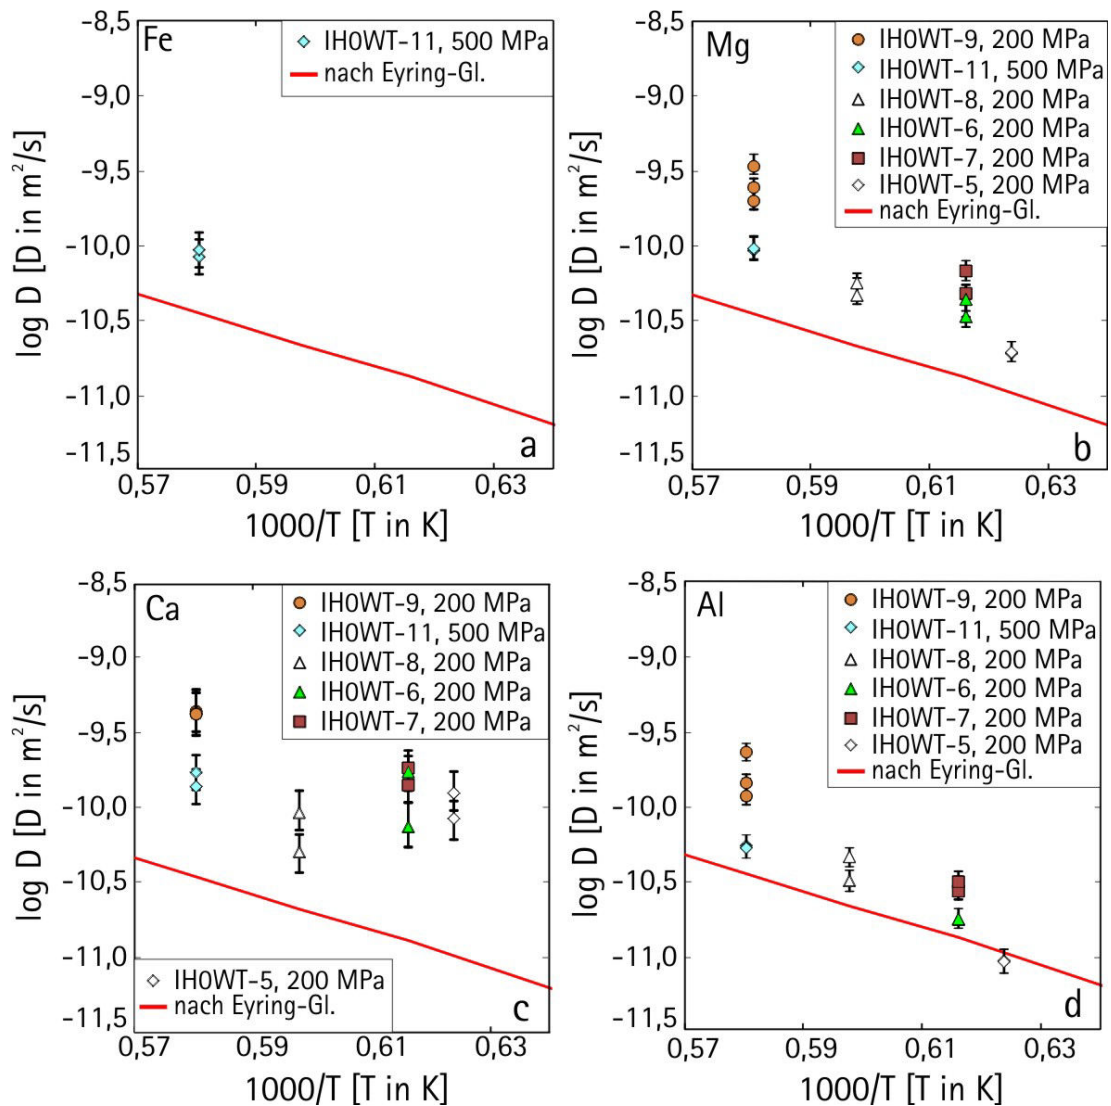 Fe
IH0WT-11, 500 MPa
nach Eyring-Gl.
-8,5
-9,0
-9,5
-10,0
-10,5
-11,0
-11,5
log D [D in m²/s]
0,57 0,59 0,61 0,63
1000/T [T in K]
a
Mg
IH0WT-9, 200 MPa
IH0WT-11, 500 MPa
IH0WT-8, 200 MPa
IH0WT-6, 200 MPa
IH0WT-7, 200 MPa
IH0WT-5, 200 MPa
nach Eyring-Gl.
-8,5
-9,0
-9,5
-10,0
-10,5
-11,0
-11,5
log D [D in m²/s]
0,57 0,59 0,61 0,63
1000/T [T in K]
b
Ca
IH0WT-9, 200 MPa
IH0WT-11, 500 MPa
IH0WT-8, 200 MPa
IH0WT-6, 200 MPa
IH0WT-7, 200 MPa
-8,5
-9,0
-9,5
-10,0
-10,5
-11,0
-11,5
log D [D in m²/s]
IH0WT-5, 200 MPa
nach Eyring-Gl.
c
0,57 0,59 0,61 0,63
1000/T [T in K]
Al
IH0WT-9, 200 MPa
IH0WT-11, 500 MPa
IH0WT-8, 200 MPa
IH0WT-6, 200 MPa
IH0WT-7, 200 MPa
IH0WT-5, 200 MPa
nach Eyring-Gl.
-8,5
-9,0
-9,5
-10,0
-10,5
-11,0
-11,5
log D [D in m²/s]
d
0,57 0,59 0,61 0,63
1000/T [T in K]